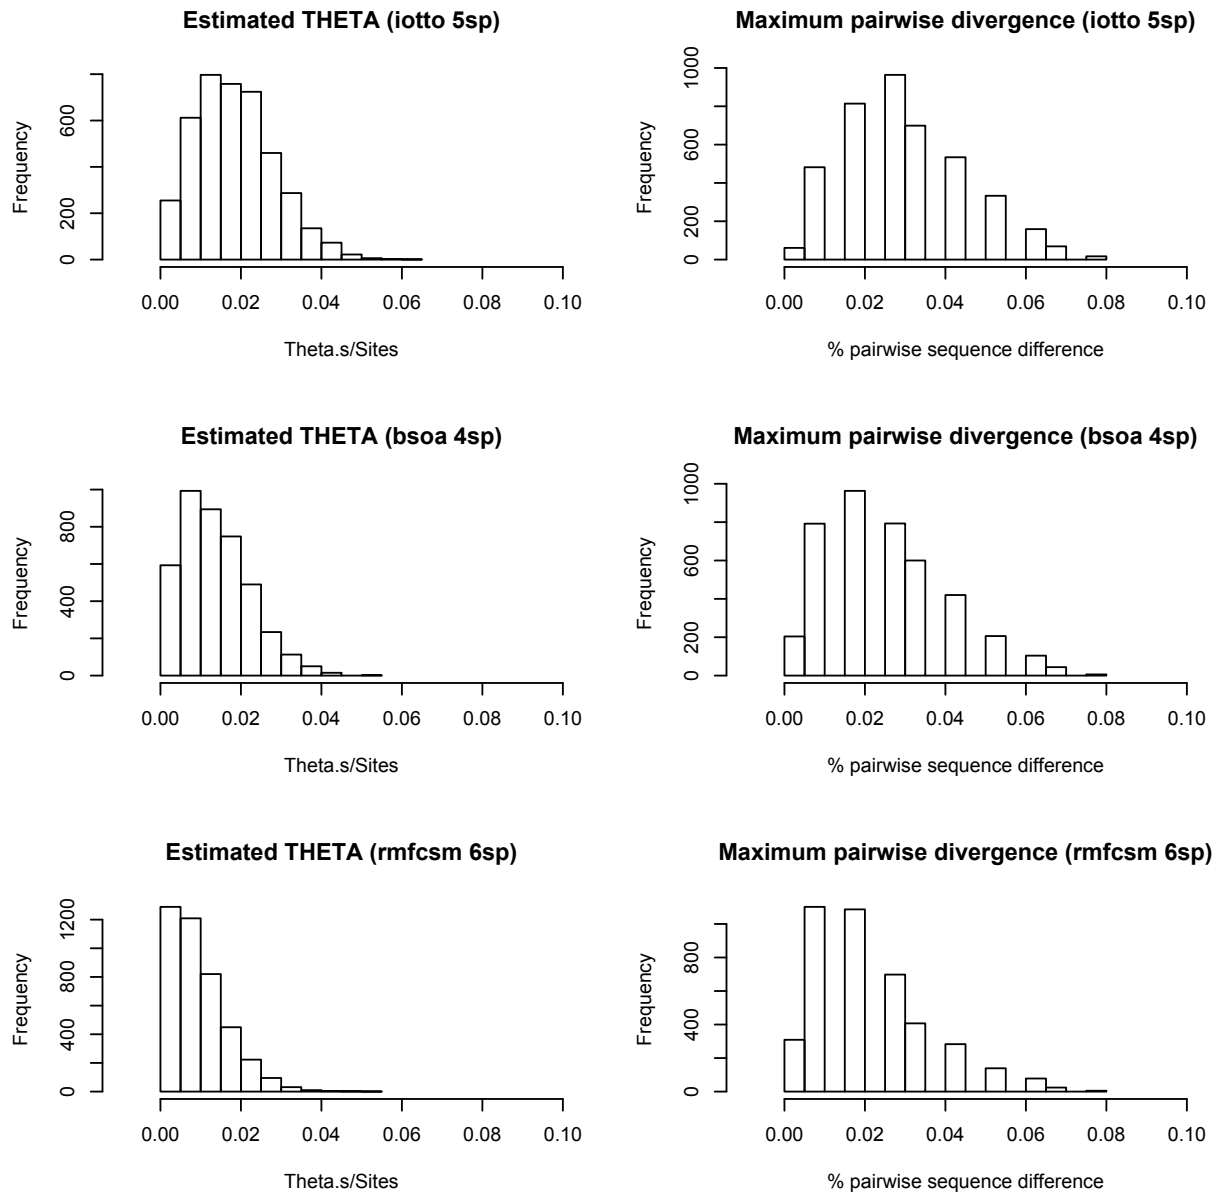 Estimated THETA (iotto 5sp)
Frequency
0 200 600
0.00 0.02 0.04 0.06 0.08 0.10
Theta.s/Sites
Maximum pairwise divergence (iotto 5sp)
Frequency
0 200 600 1000
0.00 0.02 0.04 0.06 0.08 0.10
% pairwise sequence difference
Estimated THETA (bsoa 4sp)
Frequency
0 400 800
0.00 0.02 0.04 0.06 0.08 0.10
Theta.s/Sites
Maximum pairwise divergence (bsoa 4sp)
Frequency
0 200 600 1000
0.00 0.02 0.04 0.06 0.08 0.10
% pairwise sequence difference
Estimated THETA (rmfcsm 6sp)
Frequency
0 400 800 1200
0.00 0.02 0.04 0.06 0.08 0.10
Theta.s/Sites
Maximum pairwise divergence (rmfcsm 6sp)
Frequency
0 400 800
0.00 0.02 0.04 0.06 0.08 0.10
% pairwise sequence difference